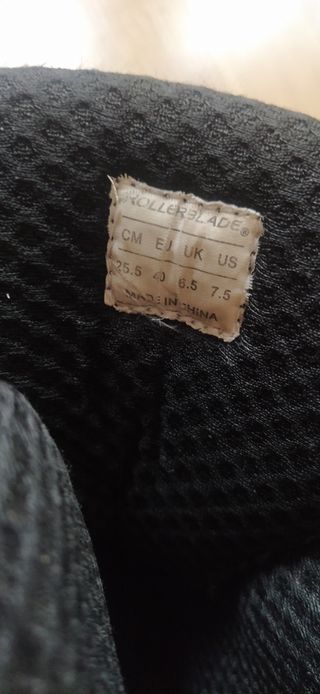 ROLLERBLADE®
CM EU UK US
25.5 40 6.5 7.5
MADE IN CHINA